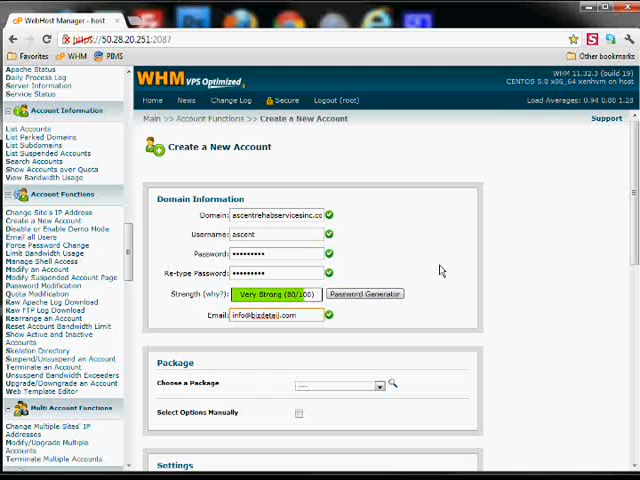 WebHost Manager - host
https://50.28.20.251:2087
Favorites
WHM
PIMS
Other bookmarks
Apache Status
Daily Process Log
Server Information
Service Status
Account Information
List Accounts
List Parked Domains
List Subdomains
List Suspended Accounts
Search Accounts
Show Accounts over Quota
View Bandwidth Usage
Account Functions
Change Site's IP Address
Create a New Account
Disable or Enable Demo Mode
Email all Users
Force Password Change
Limit Bandwidth Usage
Manage Shell Access
Modify an Account
Modify Suspended Account Page
Password Modification
Quota Modification
Raw Apache Log Download
Raw FTP Log Download
Rearrange an Account
Reset Account Bandwidth Limit
Show Active and Inactive
Accounts
Skeleton Directory
Suspend/Unsuspend an Account
Terminate an Account
Unsuspend Bandwidth Exceeders
Upgrade/Downgrade an Account
Web Template Editor
Multi Account Functions
Change Multiple Sites' IP
Addresses
Modify/Upgrade Multiple
Accounts
Terminate Multiple Accounts
WHM VPS Optimized
WHM 11.32.3 (build 19)
CENTOS 5.8 xenhvm on host
Home
News
Change Log
Secure
Logout (root)
Load Averages: 0.94 0.88 1.28
Main >> Account Functions >> Create a New Account
Support
Create a New Account
Domain Information
Domain: ascentrehabservicesinc.co
Username: ascent
Password:
Re-type Password:
Strength (why?): Very Strong (80/100) Password Generator
Email: info@bizdetail.com
Package
Choose a Package ---
Select Options Manually
Settings